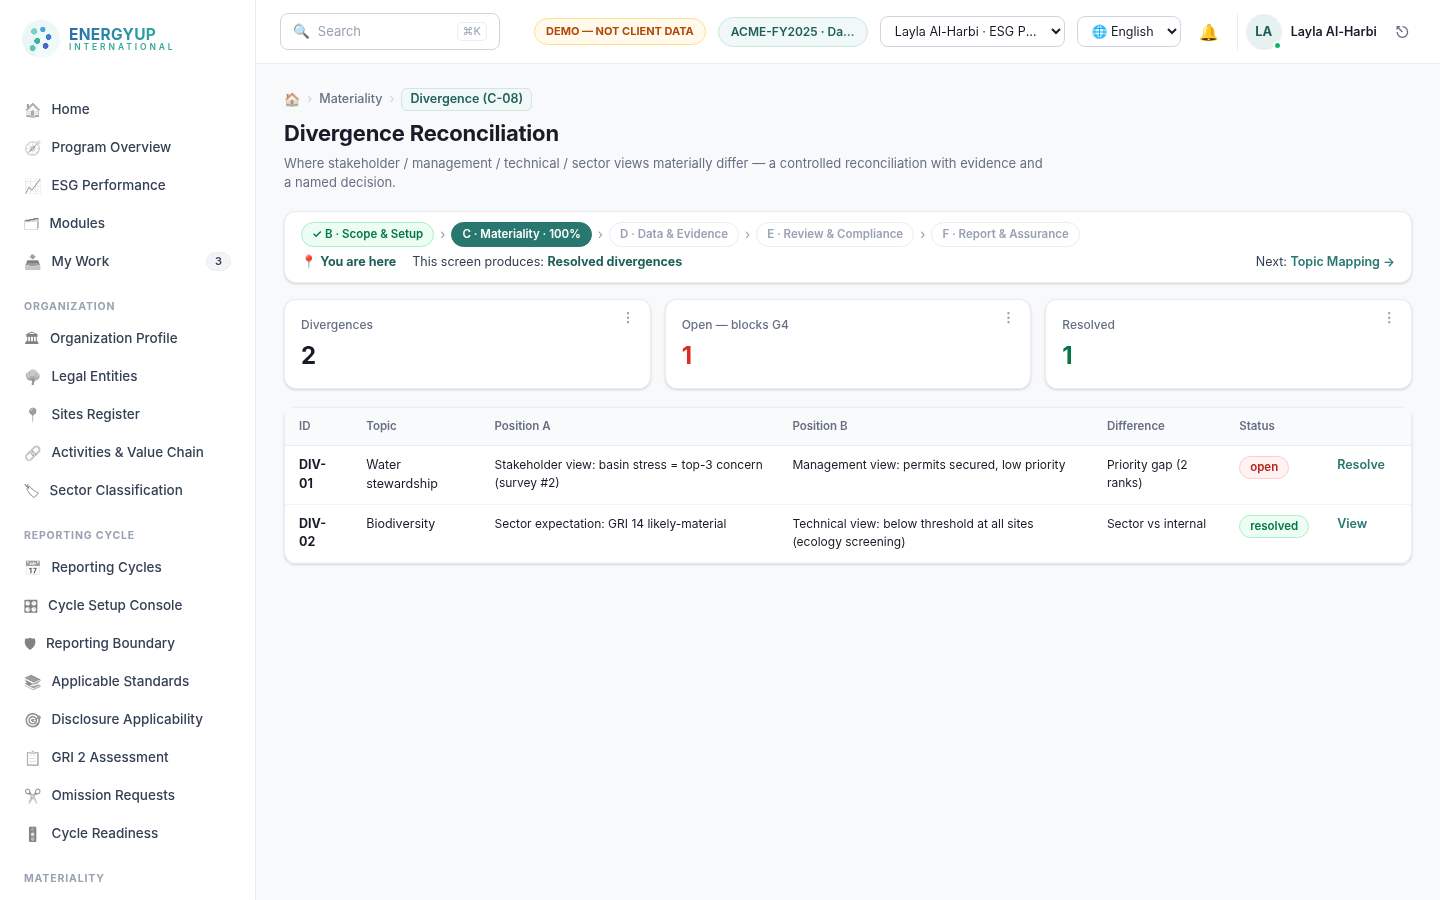 ENERGYUP
INTERNATIONAL
Search
⌘K
DEMO — NOT CLIENT DATA
ACME-FY2025 · Da...
Layla Al-Harbi · ESG P...
English
LA
Layla Al-Harbi
Home
Program Overview
ESG Performance
Modules
My Work
3
ORGANIZATION
Organization Profile
Legal Entities
Sites Register
Activities & Value Chain
Sector Classification
REPORTING CYCLE
Reporting Cycles
Cycle Setup Console
Reporting Boundary
Applicable Standards
Disclosure Applicability
GRI 2 Assessment
Omission Requests
Cycle Readiness
MATERIALITY
› Materiality › Divergence (C-08)
Divergence Reconciliation
Where stakeholder / management / technical / sector views materially differ — a controlled reconciliation with evidence and
a named decision.
✓ B · Scope & Setup › C · Materiality · 100% › D · Data & Evidence › E · Review & Compliance › F · Report & Assurance
You are here This screen produces: Resolved divergences
Next: Topic Mapping →
Divergences
2
Open — blocks G4
1
Resolved
1
ID Topic Position A Position B Difference Status
DIV-
01
Water
stewardship
Stakeholder view: basin stress = top-3 concern
(survey #2)
Management view: permits secured, low priority
Priority gap (2
ranks)
open
Resolve
DIV-
02
Biodiversity
Sector expectation: GRI 14 likely-material
Technical view: below threshold at all sites
(ecology screening)
Sector vs internal
resolved
View